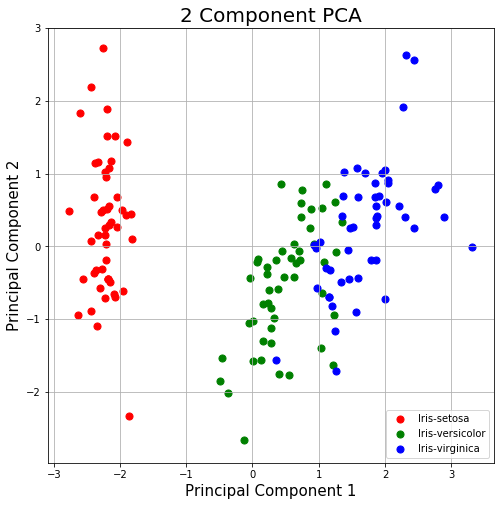 2 Component PCA
Principal Component 2
3
2
1
0
−1
−2
−3
−2
−1
0
1
2
3
Principal Component 1
Iris-setosa
Iris-versicolor
Iris-virginica